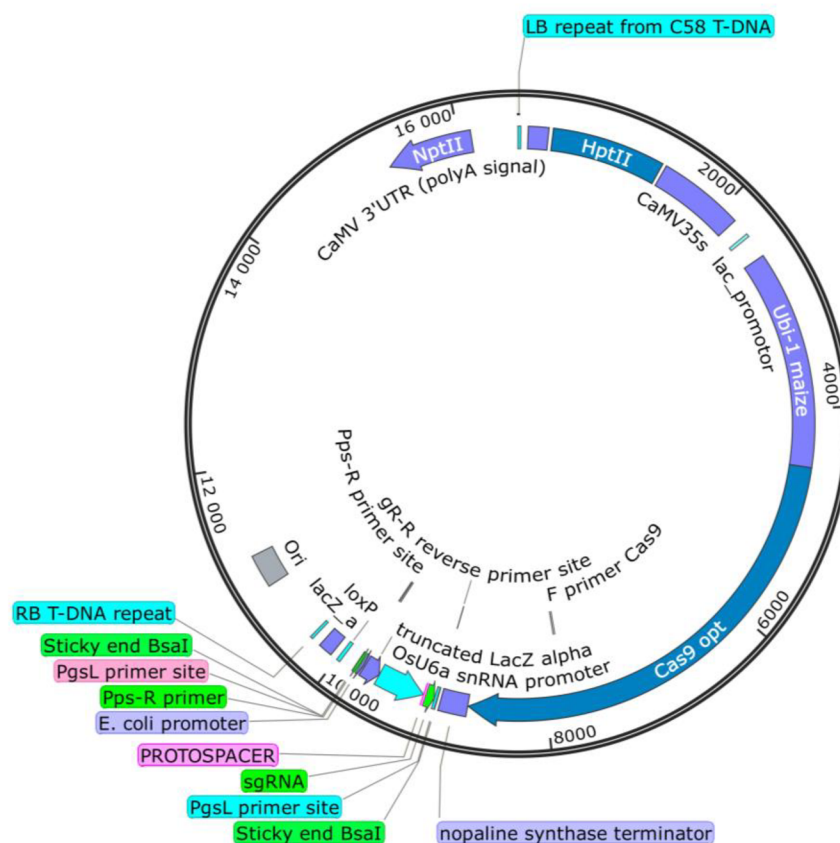 LB repeat from C58 T-DNA
16 000
NptII
HptII
2000
CaMV 3'UTR (polyA signal)
CaMV35s
lac_promotor
14 000
Ubi-1 maize
4000
Pps-R primer site
gR-R reverse primer site
F primer Cas9
12 000
Ori
lacZ_a
loxP
truncated LacZ alpha
OsU6a snRNA promoter
6000
Cas9 opt
RB T-DNA repeat
Sticky end BsaI
PgsL primer site
Pps-R primer
E. coli promoter
10 000
8000
PROTOSPACER
sgRNA
PgsL primer site
Sticky end BsaI
nopaline synthase terminator